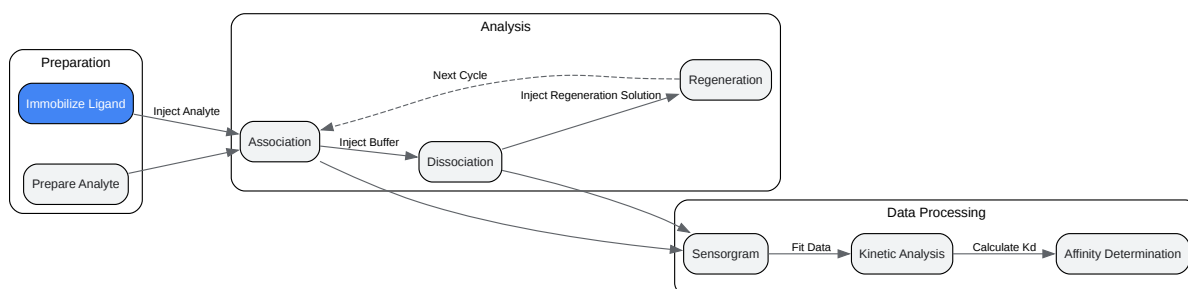 Preparation
Immobilize Ligand
Prepare Analyte
Inject Analyte
Analysis
Association
Next Cycle
Inject Buffer
Dissociation
Inject Regeneration Solution
Regeneration
Data Processing
Sensorgram
Fit Data
Kinetic Analysis
Calculate Kd
Affinity Determination